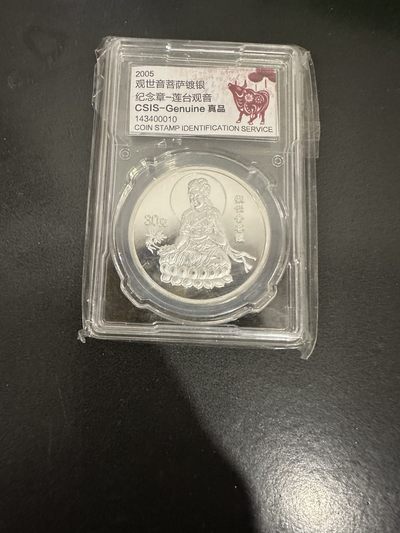 2005
观世音菩萨镀银
纪念章-莲台观音
CSIS-Genuine 真品
143400010
COIN STAMP IDENTIFICATION SERVICE
30